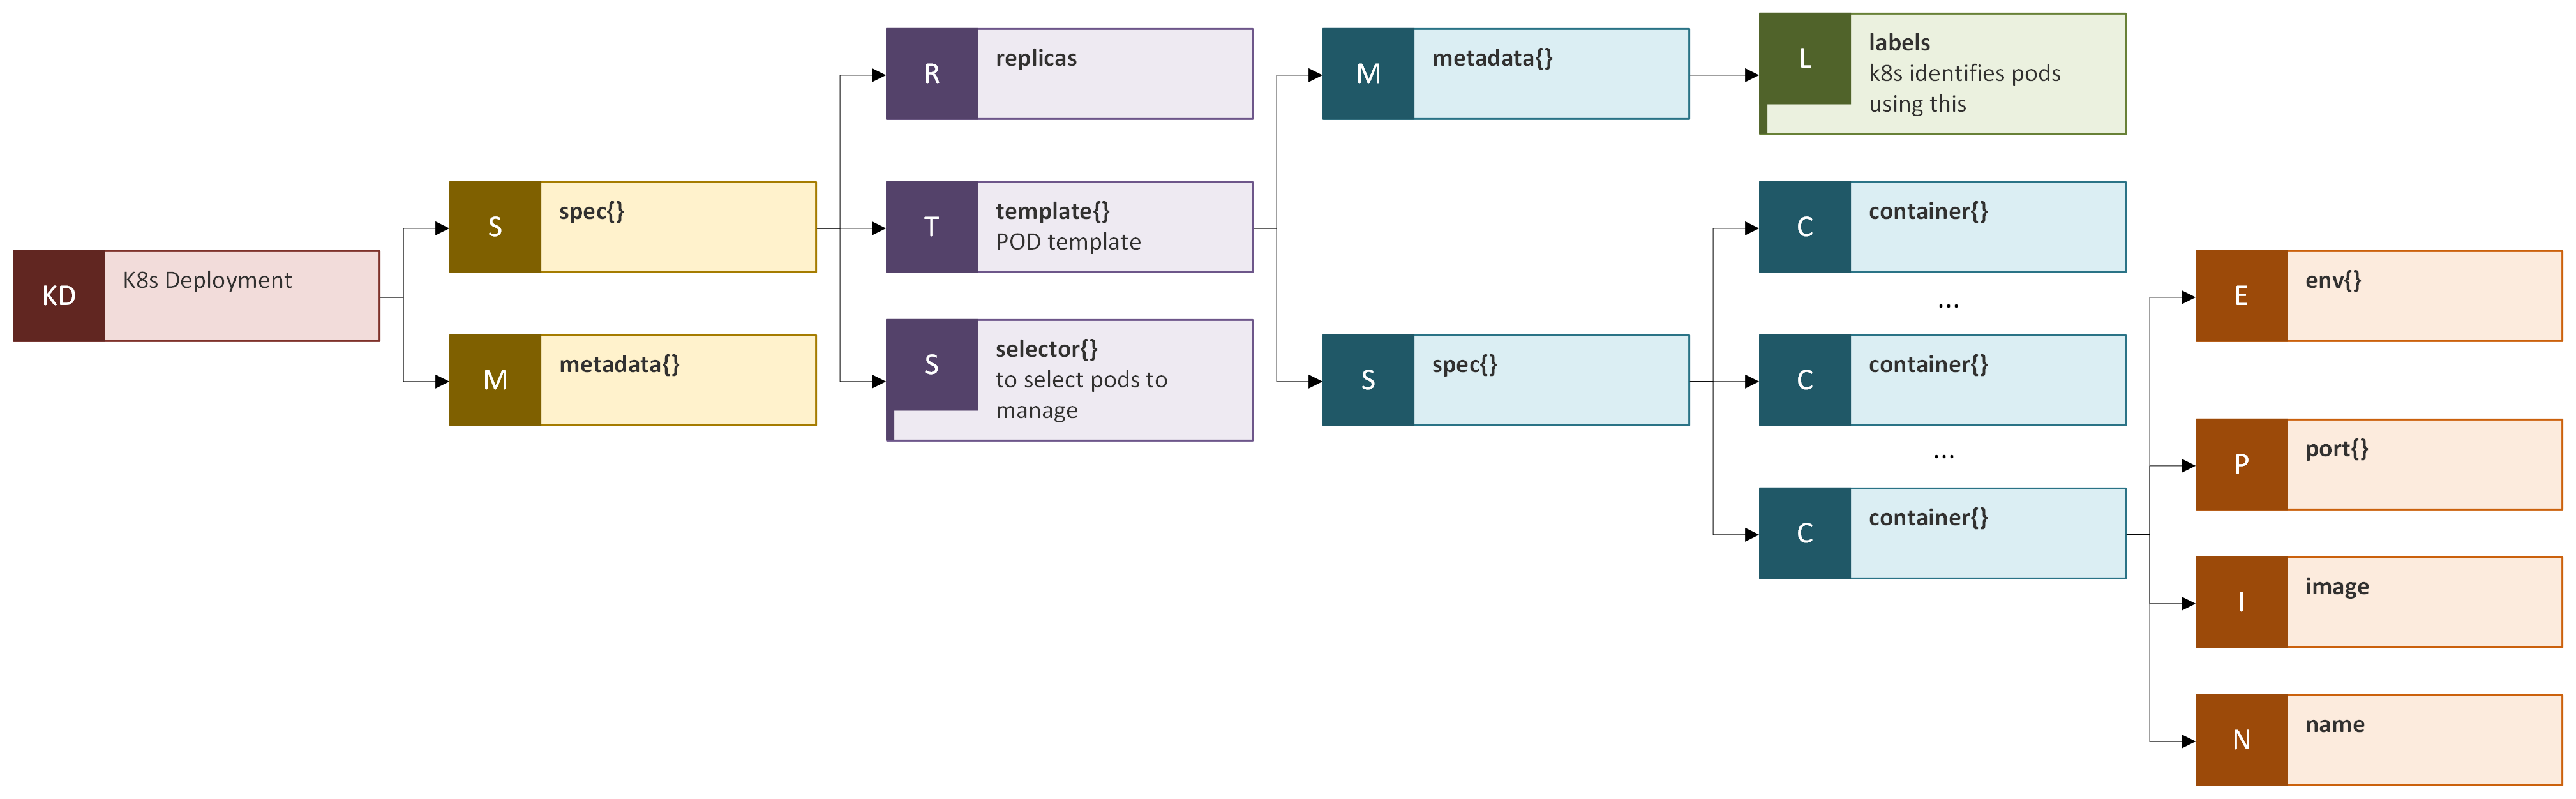 KD
K8s Deployment
S
spec{}
M
metadata{}
R
replicas
T
template{}
POD template
S
selector{}
to select pods to
manage
M
metadata{}
S
spec{}
L
labels
k8s identifies pods
using this
C
container{}
...
C
container{}
...
C
container{}
E
env{}
P
port{}
I
image
N
name